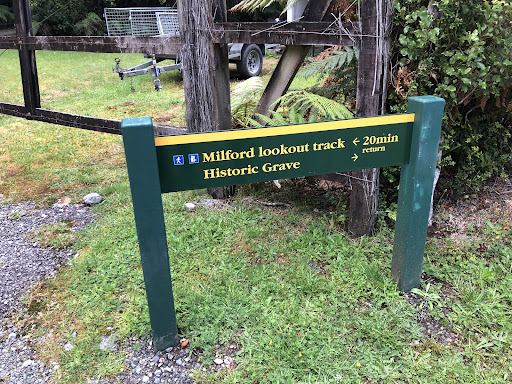 Milford lookout track ← 20min return
Historic Grave →